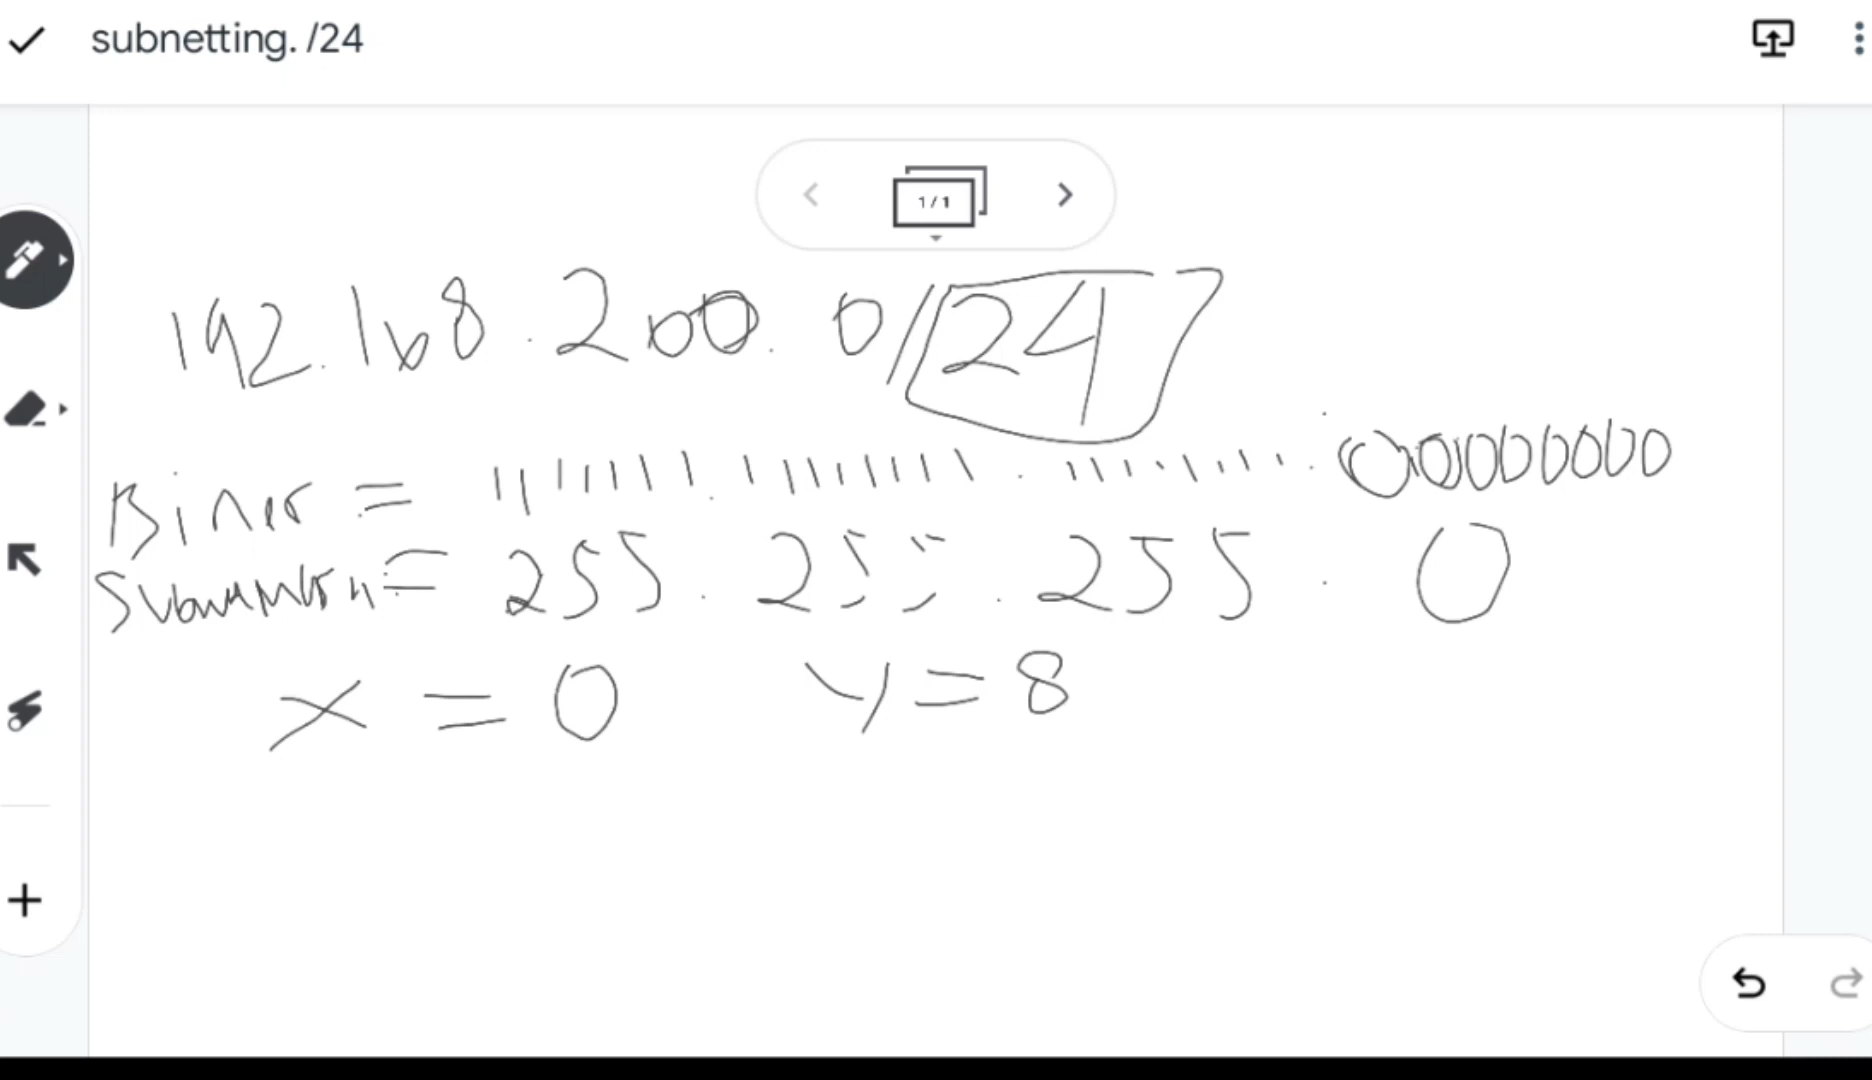 subnetting. /24
1/1
192.168.200.0/24
Biner = 11111111.11111111.11111111.00000000
= 255.255.255.0
x = 0 y = 8